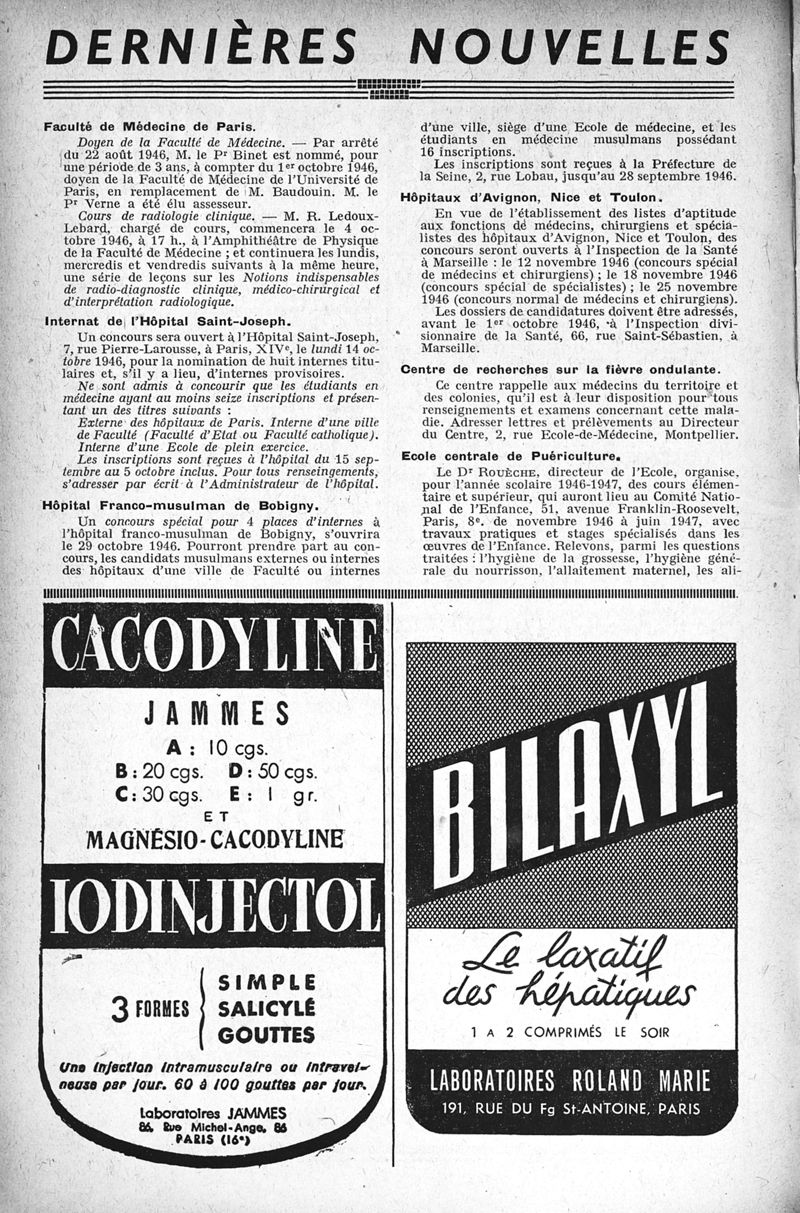 DERNIÈRES NOUVELLES
Faculté de Médecine de Paris.
Doyen de la Faculté de Médecine. — Par arrêté
du 22 août 1946, M. le Pr Binet est nommé, pour
une période de 3 ans, à compter du 1er octobre 1946,
doyen de la Faculté de Médecine de l'Université de
Paris, en remplacement de M. Baudouin. M. le
Pr Verne a été élu assesseur.
Cours de radiologie clinique. — M. R. Ledoux-
Lebard, chargé de cours, commencera le 4 oc-
tobre 1946, à 17 h., à l'Amphithéâtre de Physique
de la Faculté de Médecine ; et continuera les lundis,
mercredis et vendredis suivants à la même heure,
une série de leçons sur les Notions indispensables
de radio-diagnostic clinique, médico-chirurgical et
d'interprétation radiologique.
Internat de l'Hôpital Saint-Joseph.
Un concours sera ouvert à l'Hôpital Saint-Joseph,
7, rue Pierre-Larousse, à Paris, XIVe, le lundi 14 oc-
tobre 1946, pour la nomination de huit internes titu-
laires et, s'il y a lieu, d'internes provisoires.
Ne sont admis à concourir que les étudiants en
médecine ayant au moins seize inscriptions et présen-
tant un des titres suivants :
Externe des hôpitaux de Paris. Interne d'une ville
de Faculté (Faculté d'Etat ou Faculté catholique).
Interne d'une Ecole de plein exercice.
Les inscriptions sont reçues à l'hôpital du 15 sep-
tembre au 5 octobre inclus. Pour tous renseignements,
s'adresser par écrit à l'Administrateur de l'hôpital.
Hôpital Franco-musulman de Bobigny.
Un concours spécial pour 4 places d'internes à
l'hôpital franco-musulman de Bobigny, s'ouvrira
le 29 octobre 1946. Pourront prendre part au con-
cours, les candidats musulmans externes ou internes
des hôpitaux d'une ville de Faculté ou internes
d'une ville, siège d'une Ecole de médecine, et les
étudiants en médecine musulmans possédant
16 inscriptions.
Les inscriptions sont reçues à la Préfecture de
la Seine, 2, rue Lobau, jusqu'au 28 septembre 1946.
Hôpitaux d'Avignon, Nice et Toulon.
En vue de l'établissement des listes d'aptitude
aux fonctions de médecins, chirurgiens et spécia-
listes des hôpitaux d'Avignon, Nice et Toulon, des
concours seront ouverts à l'Inspection de la Santé
à Marseille : le 12 novembre 1946 (concours spécial
de médecins et chirurgiens) ; le 18 novembre 1946
(concours spécial de spécialistes) ; le 25 novembre
1946 (concours normal de médecins et chirurgiens).
Les dossiers de candidatures doivent être adressés,
avant le 1er octobre 1946, à l'Inspection divi-
sionnaire de la Santé, 66, rue Saint-Sébastien, à
Marseille.
Centre de recherches sur la fièvre ondulante.
Ce centre rappelle aux médecins du territoire et
des colonies, qu'il est à leur disposition pour tous
renseignements et examens concernant cette mala-
die. Adresser lettres et prélèvements au Directeur
du Centre, 2, rue Ecole-de-Médecine, Montpellier.
Ecole centrale de Puériculture.
Le Dr ROUÈCHE, directeur de l'Ecole, organise,
pour l'année scolaire 1946-1947, des cours élémen-
taire et supérieur, qui auront lieu au Comité Natio-
nal de l'Enfance, 51, avenue Franklin-Roosevelt,
Paris, 8e. de novembre 1946 à juin 1947, avec
travaux pratiques et stages spécialisés dans les
œuvres de l'Enfance. Relevons, parmi les questions
traitées : l'hygiène de la grossesse, l'hygiène géné-
rale du nourrisson, l'allaitement maternel, les ali-
CACODYLINE
JAMMES
A : 10 cgs.
B : 20 cgs. D : 50 cgs.
C : 30 cgs. E : 1 gr.
ET
MAGNÉSIO-CACODYLINE
IODINJECTOL
3 FORMES
SIMPLE
SALICYLÉ
GOUTTES
Une injection intramusculaire ou intravei-
neuse par jour. 60 à 100 gouttes par jour.
Laboratoires JAMMES
86, Rue Michel-Ange, 86
PARIS (16e)
BILAXYL
Le laxatif
des hépatiques
1 A 2 COMPRIMÉS LE SOIR
LABORATOIRES ROLAND MARIE
191, RUE DU Fg St-ANTOINE, PARIS